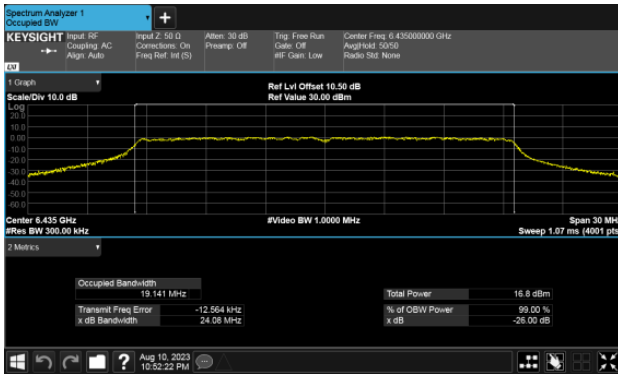 Spectrum Analyzer 1
Occupied BW
+
KEYSIGHT
Input: RF
Coupling: AC
Align: Auto
Input Z: 50 Ω
Corrections: On
Freq Ref: Int (S)
Atten: 30 dB
Preamp: Off
Trig: Free Run
Gate: Off
#IF Gain: Low
Center Freq: 6.435000000 GHz
Avg|Hold: 50/50
Radio Std: None
LXI
1 Graph
Scale/Div 10.0 dB
Ref Lvl Offset 10.50 dB
Ref Value 30.00 dBm
Log
20.0
10.0
0.00
-10.0
-20.0
-30.0
-40.0
-50.0
-60.0
Center 6.435 GHz
#Video BW 1.0000 MHz
Span 30 MH
#Res BW 300.00 kHz
Sweep 1.07 ms (4001 pts
2 Metrics
Occupied Bandwidth
19.141 MHz
Total Power 16.8 dBm
Transmit Freq Error -12.564 kHz
% of OBW Power 99.00 %
x dB Bandwidth 24.08 MHz
x dB -26.00 dB
? Aug 10, 2023
10:52:22 PM